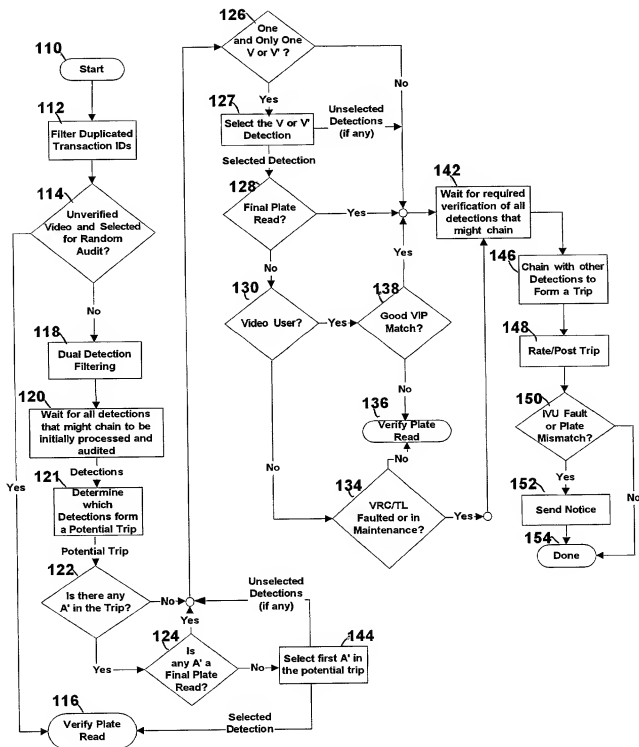 110
Start
112
Filter Duplicated
Transaction IDs
114
Unverified
Video and Selected
for Random
Audit?
No
Yes
118
Dual Detection
Filtering
120
Wait for all detections
that might chain to be
initially processed and
audited
Detections
121
Determine
which
Detections form
a Potential Trip
Potential Trip
122
Is there any
A' in the Trip?
No
Yes
124
Is
any A' a
Final Plate
Read?
Yes
No
Unselected
Detections
(if any)
144
Select first A' in
the potential trip
Selected
Detection
116
Verify Plate
Read
126
One
and Only One
V or V' ?
No
Yes
127
Select the V or V'
Detection
Unselected
Detections
(if any)
Selected Detection
128
Final Plate
Read?
Yes
No
130
Video User?
Yes
No
138
Good VIP
Match?
Yes
No
136
Verify Plate
Read
No
134
VRC/TL
Faulted or in
Maintenance?
Yes
142
Wait for required
verification of all
detections that
might chain
146
Chain with other
Detections to
Form a Trip
148
Rate/Post Trip
150
IVU Fault
or Plate
Mismatch?
Yes
No
152
Send Notice
154
Done